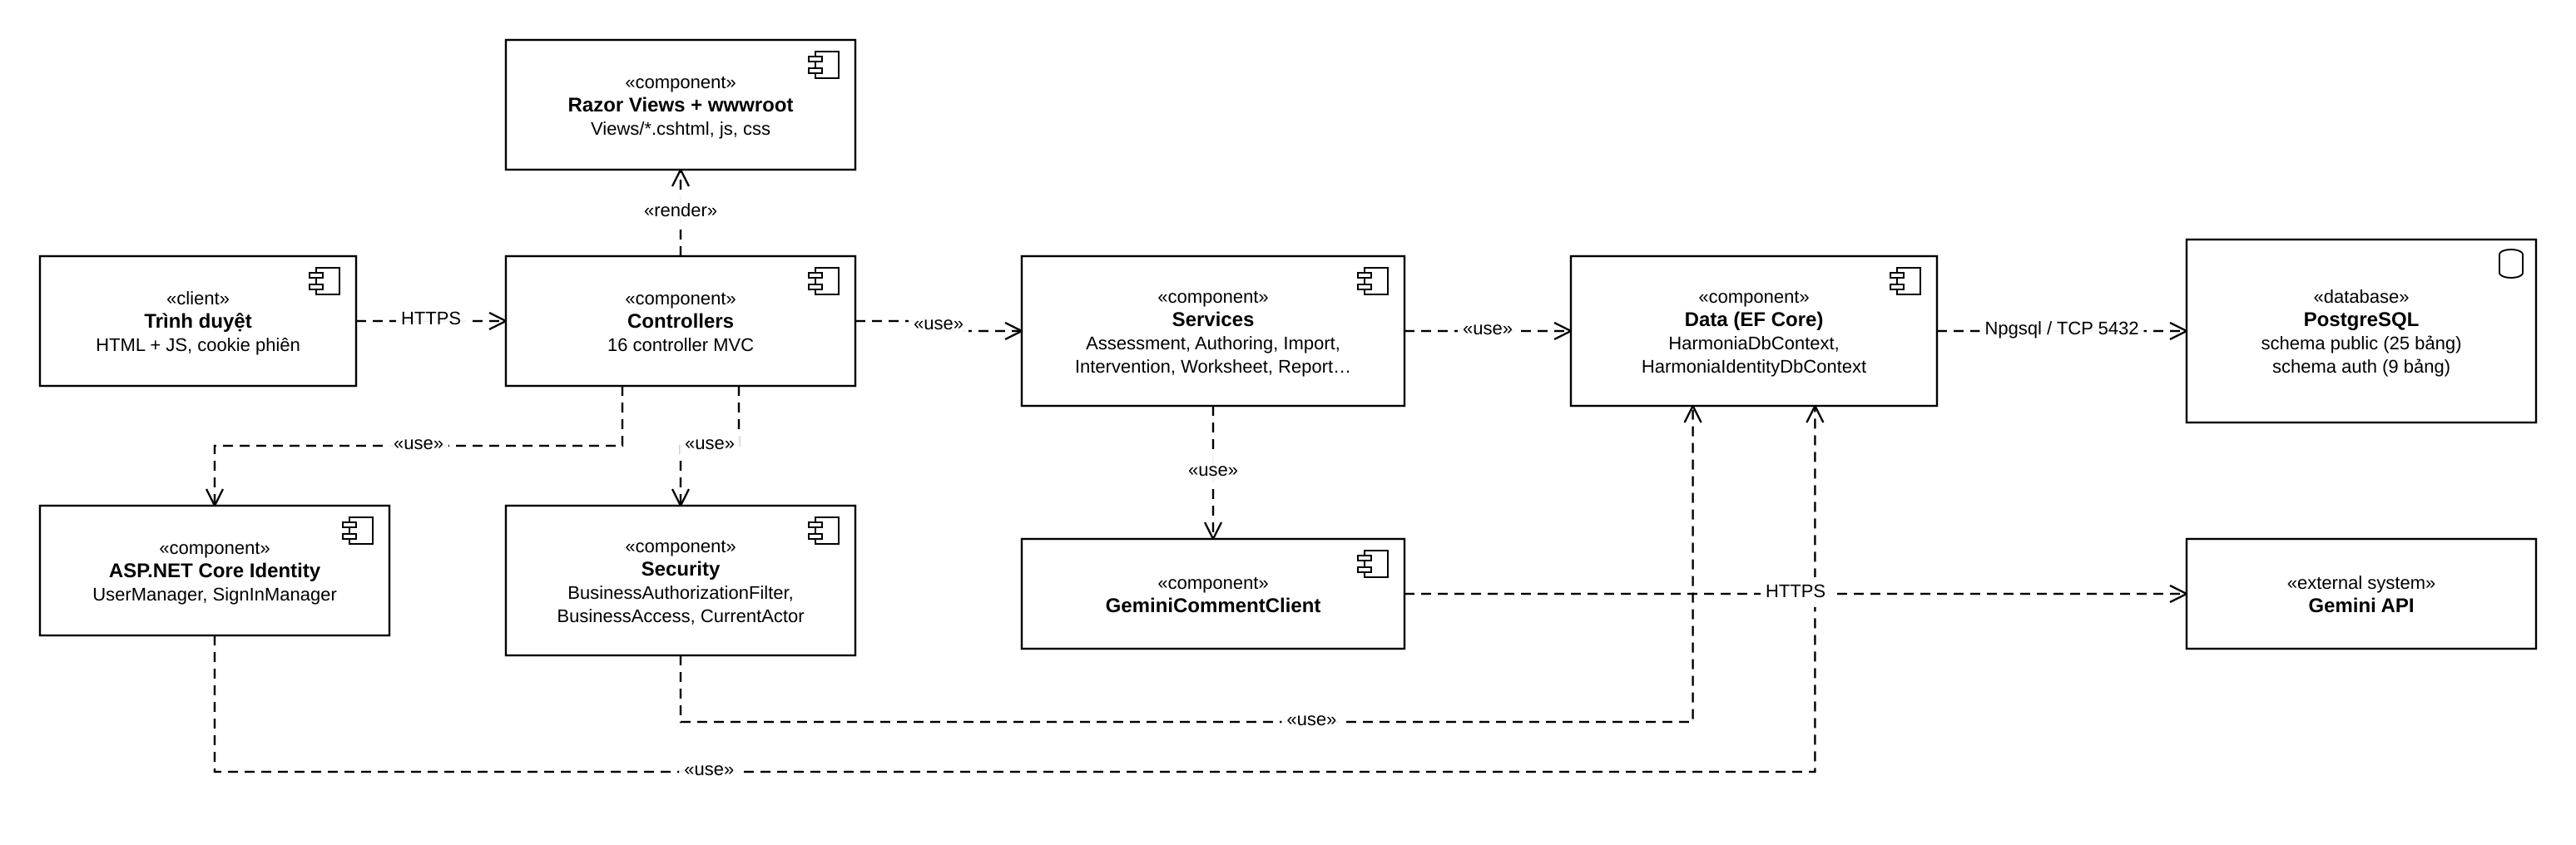 «component»
Razor Views + wwwroot
Views/*.cshtml, js, css
«render»
«client»
Trình duyệt
HTML + JS, cookie phiên
HTTPS
«component»
Controllers
16 controller MVC
«use»
«component»
Services
Assessment, Authoring, Import,
Intervention, Worksheet, Report…
«use»
«component»
Data (EF Core)
HarmoniaDbContext,
HarmoniaIdentityDbContext
Npgsql / TCP 5432
«database»
PostgreSQL
schema public (25 bảng)
schema auth (9 bảng)
«use»
«use»
«use»
«component»
ASP.NET Core Identity
UserManager, SignInManager
«component»
Security
BusinessAuthorizationFilter,
BusinessAccess, CurrentActor
«component»
GeminiCommentClient
HTTPS
«external system»
Gemini API
«use»
«use»